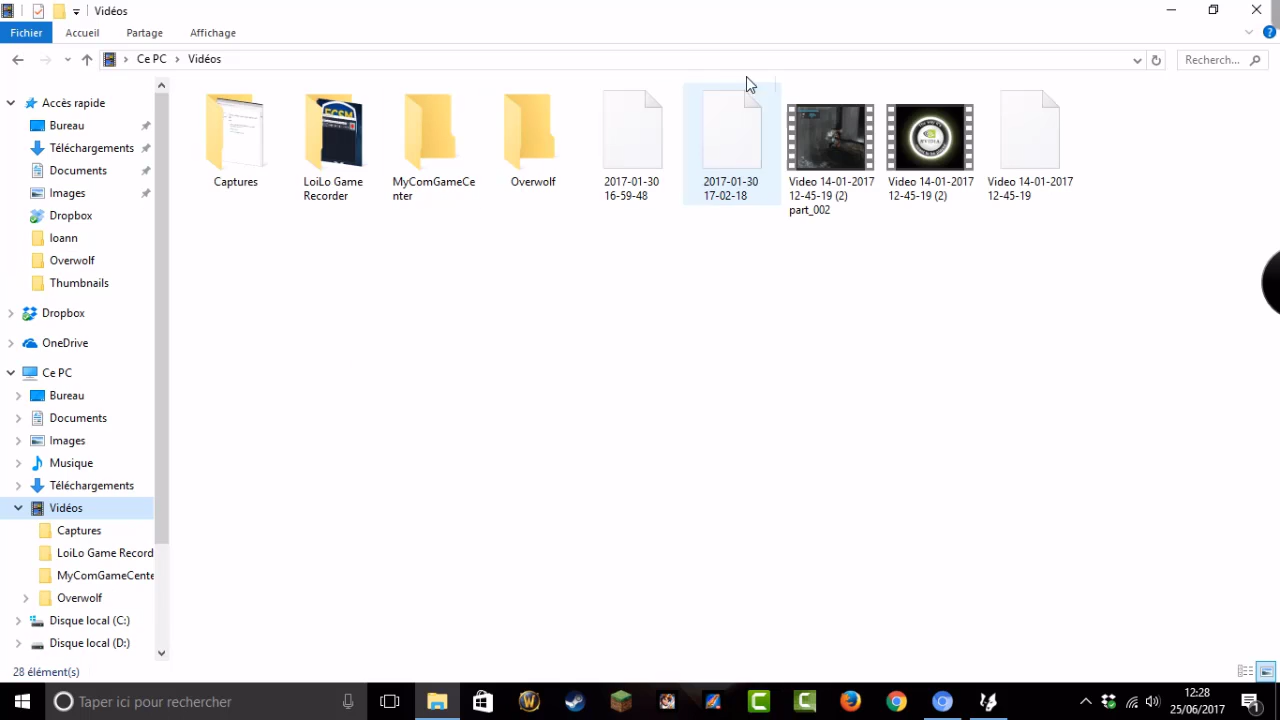 Vidéos
Fichier Accueil Partage Affichage
Ce PC Vidéos Recherch...
Accès rapide
Bureau
Téléchargements
Documents
Images
Dropbox
Ioann
Overwolf
Thumbnails
Dropbox
OneDrive
Ce PC
Bureau
Documents
Images
Musique
Téléchargements
Vidéos
Captures
LoiLo Game Record
MyComGameCente
Overwolf
Disque local (C:)
Disque local (D:)
Captures
LoiLo Game
Recorder
MyComGameCe
nter
Overwolf
2017-01-30
16-59-48
2017-01-30
17-02-18
Video 14-01-2017
12-45-19 (2)
part_002
Video 14-01-2017
12-45-19 (2)
Video 14-01-2017
12-45-19
28 élément(s)
Taper ici pour rechercher
12:28
25/06/2017